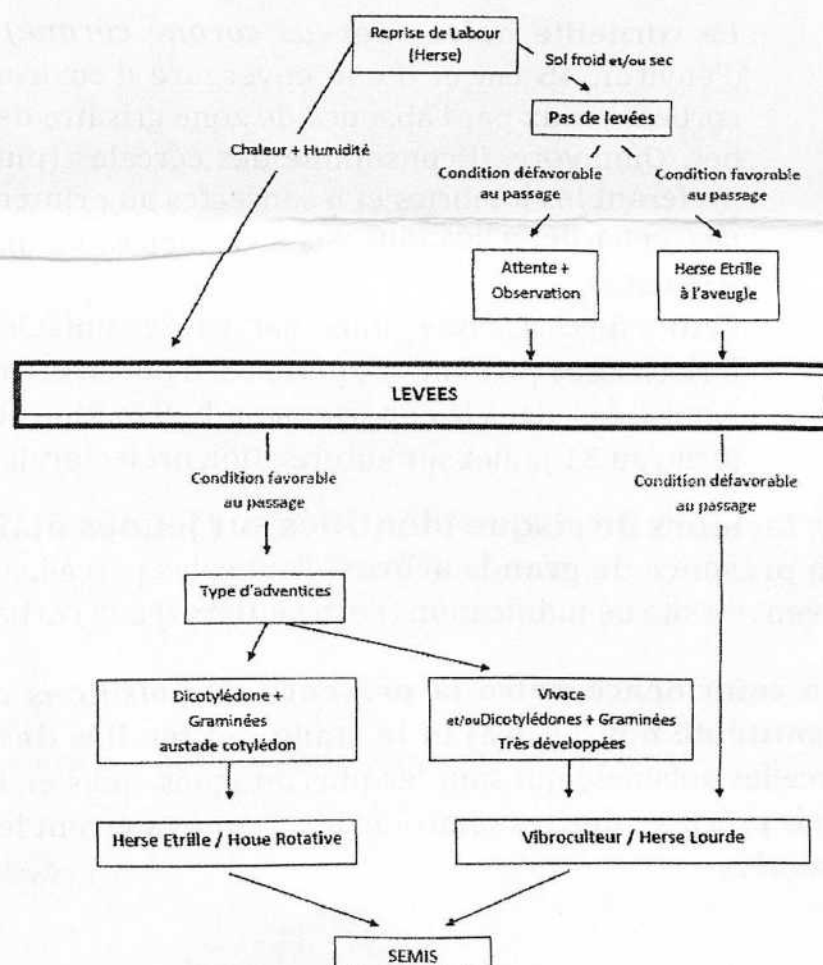 Reprise de Labour
(Herse)
Sol froid et/ou sec
Pas de levées
Chaleur + Humidité
Condition défavorable
au passage
Condition favorable
au passage
Attente +
Observation
Herse Etrille
à l'aveugle
LEVEES
Condition favorable
au passage
Condition défavorable
au passage
Type d'adventices
Dicotylédone +
Graminées
austade cotylédon
Vivace
et/ouDicotylédones + Graminées
Très développées
Herse Etrille / Houe Rotative
Vibroculteur / Herse Lourde
SEMIS